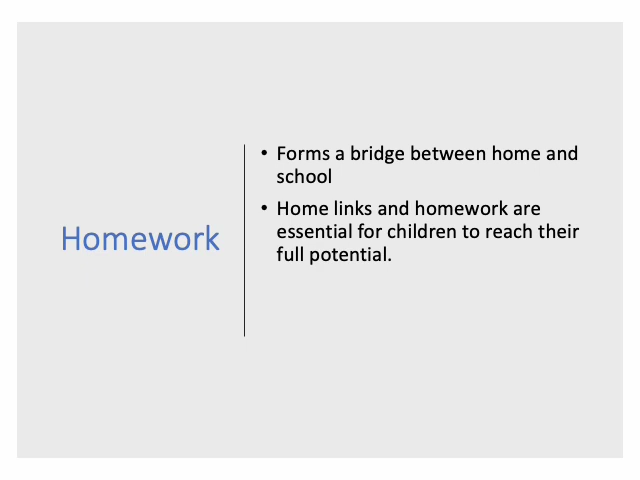 Homework
• Forms a bridge between home and
school
• Home links and homework are
essential for children to reach their
full potential.